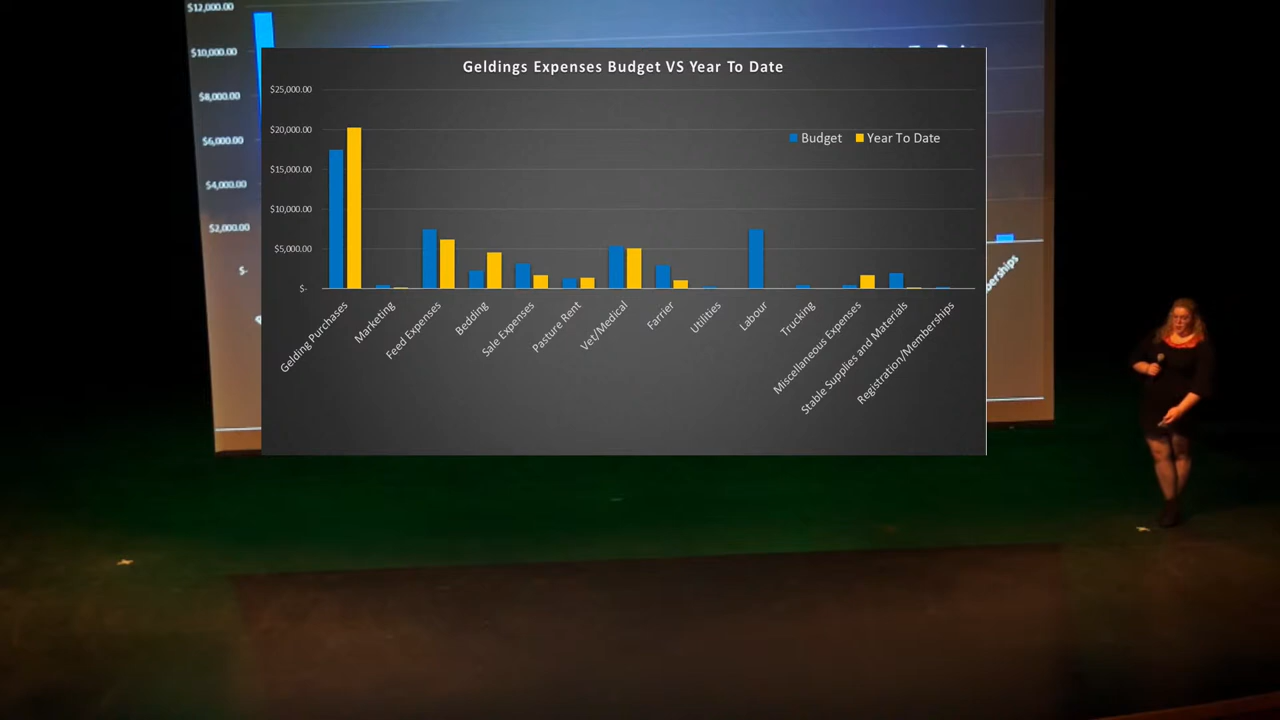 $12,000.00
$10,000.00
$8,000.00
$6,000.00
$4,000.00
$2,000.00
$-
Geldings Expenses Budget VS Year To Date
$25,000.00
$20,000.00
$15,000.00
$10,000.00
$5,000.00
$-
Budget
Year To Date
Gelding Purchases
Marketing
Feed Expenses
Bedding
Sale Expenses
Pasture Rent
Vet/Medical
Farrier
Utilities
Labour
Trucking
Miscellaneous Expenses
Stable Supplies and Materials
Registration/Memberships